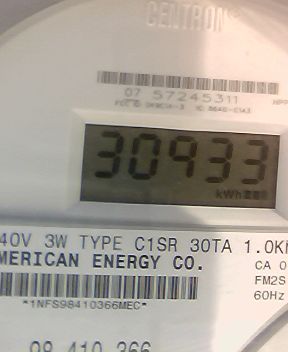 CENTRON®
07 57245311
30933
kWh
40V 3W TYPE C1SR 30TA 1.0K
MERICAN ENERGY CO.
CA 0
FM2S
60Hz
*1NFS98410366MEC*
98 410 366